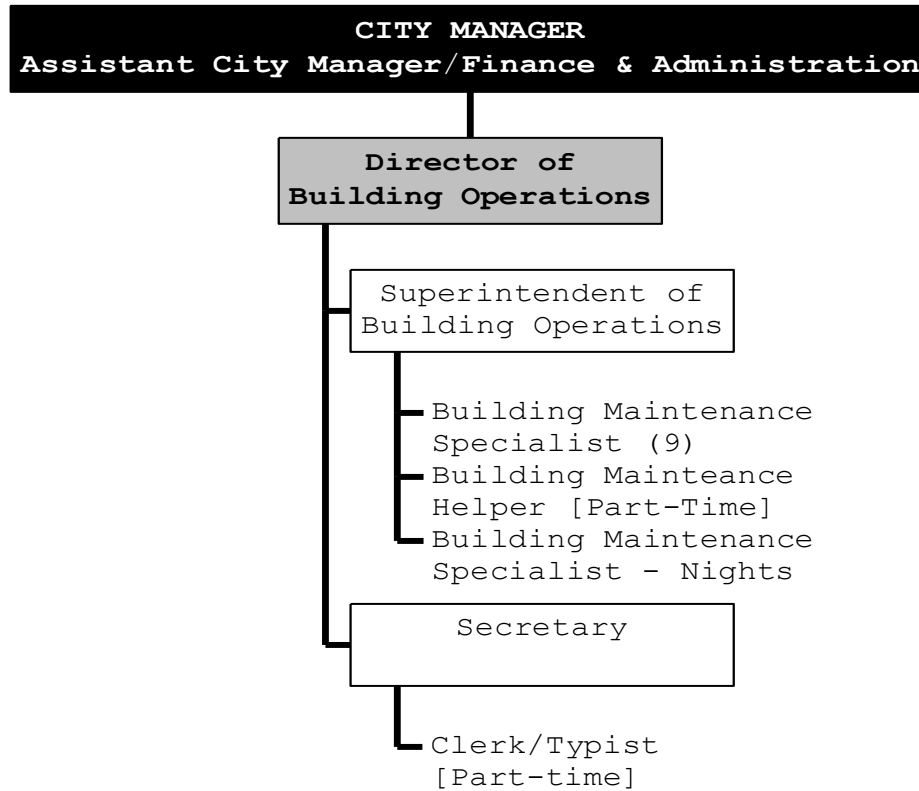 CITY MANAGER
Assistant City Manager/Finance & Administration
Director of
Building Operations
Superintendent of
Building Operations
Building Maintenance
Specialist (9)
Building Mainteance
Helper [Part-Time]
Building Maintenance
Specialist - Nights
Secretary
Clerk/Typist
[Part-time]